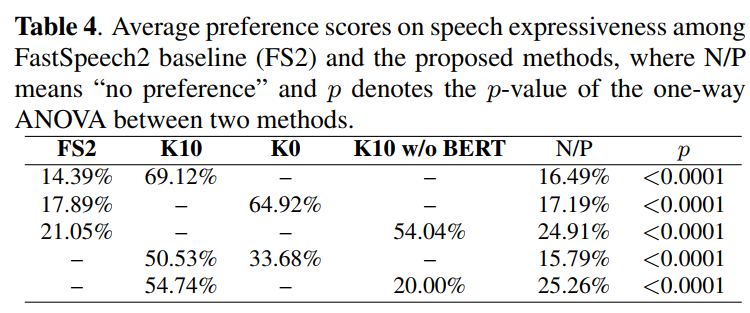 Table 4. Average preference scores on speech expressiveness among
FastSpeech2 baseline (FS2) and the proposed methods, where N/P
means “no preference” and p denotes the p-value of the one-way
ANOVA between two methods.
FS2 K10 K0 K10 w/o BERT N/P p
14.39% 69.12% – – 16.49% <0.0001
17.89% – 64.92% – 17.19% <0.0001
21.05% – – 54.04% 24.91% <0.0001
– 50.53% 33.68% – 15.79% <0.0001
– 54.74% – 20.00% 25.26% <0.0001